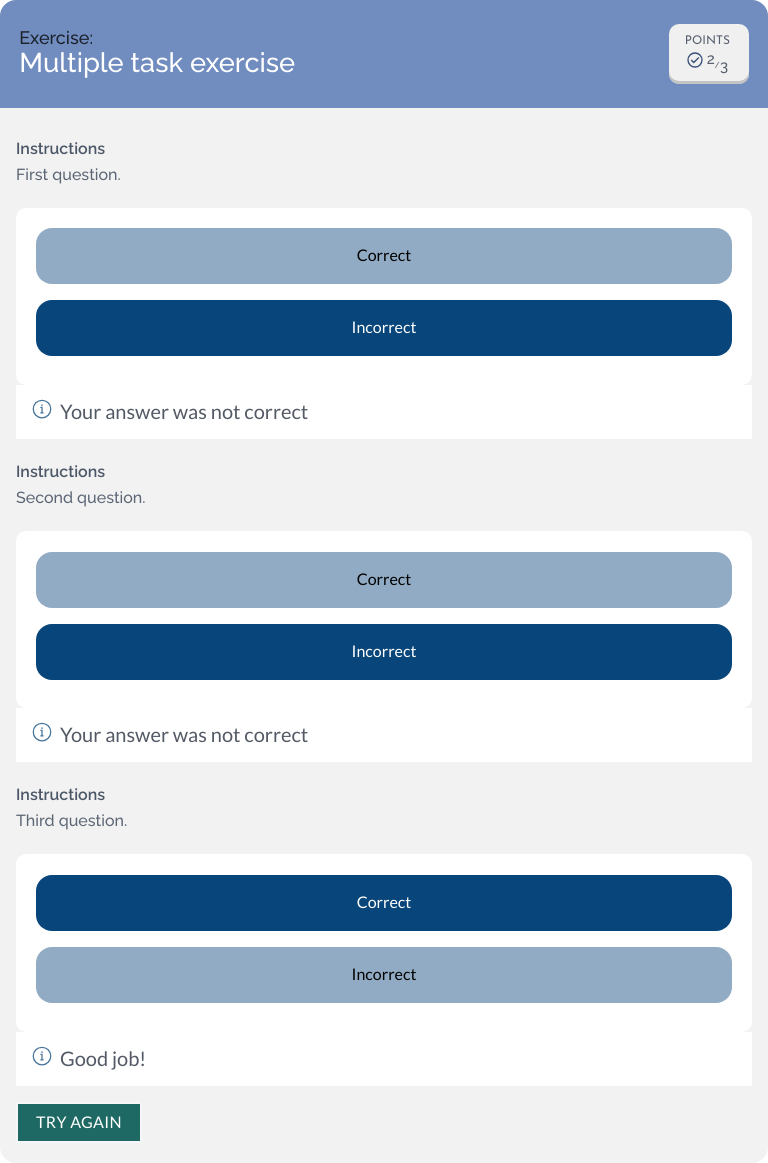 Exercise:
Multiple task exercise
POINTS
2/3
Instructions
First question.
Correct
Incorrect
Your answer was not correct
Instructions
Second question.
Correct
Incorrect
Your answer was not correct
Instructions
Third question.
Correct
Incorrect
Good job!
TRY AGAIN